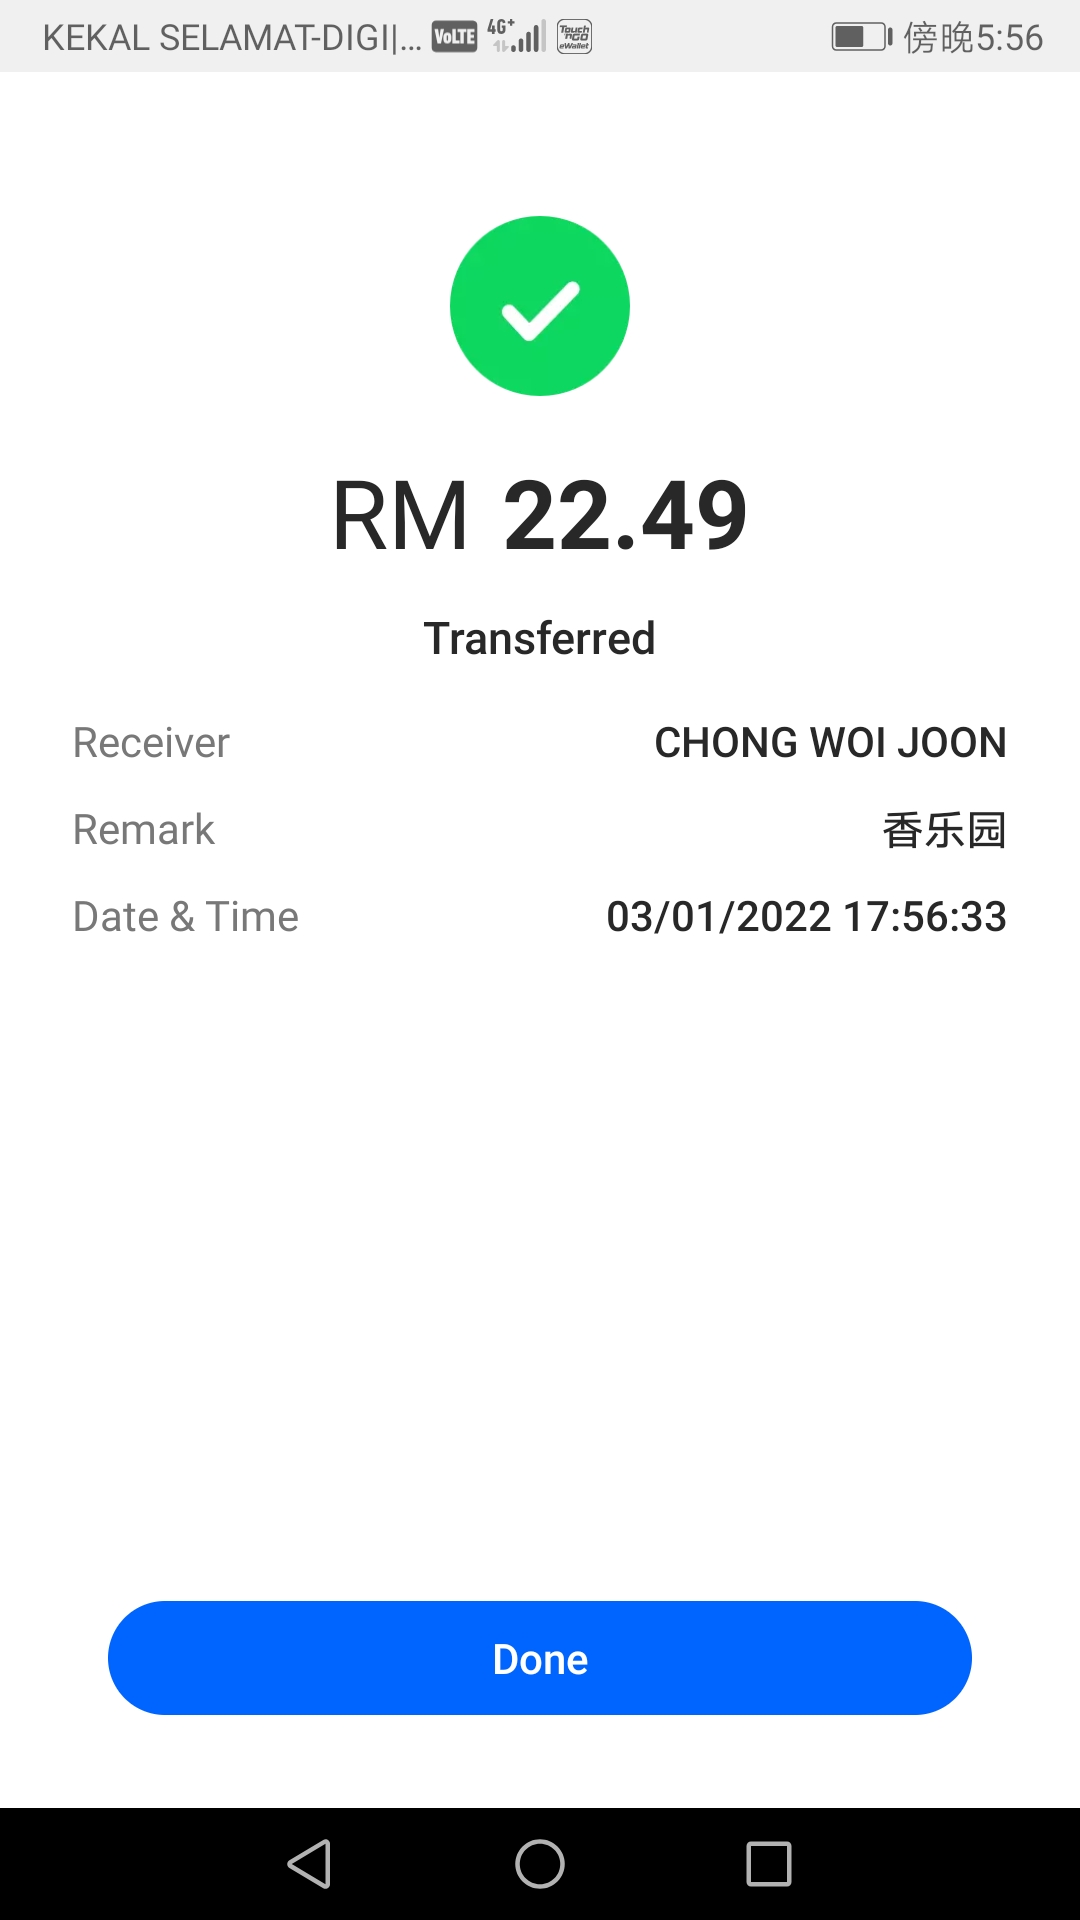 KEKAL SELAMAT-DIGI|... VoLTE 4G+ Touch 'nGO eWallet 傍晚5:56
RM 22.49
Transferred
Receiver CHONG WOI JOON
Remark 香乐园
Date & Time 03/01/2022 17:56:33
Done